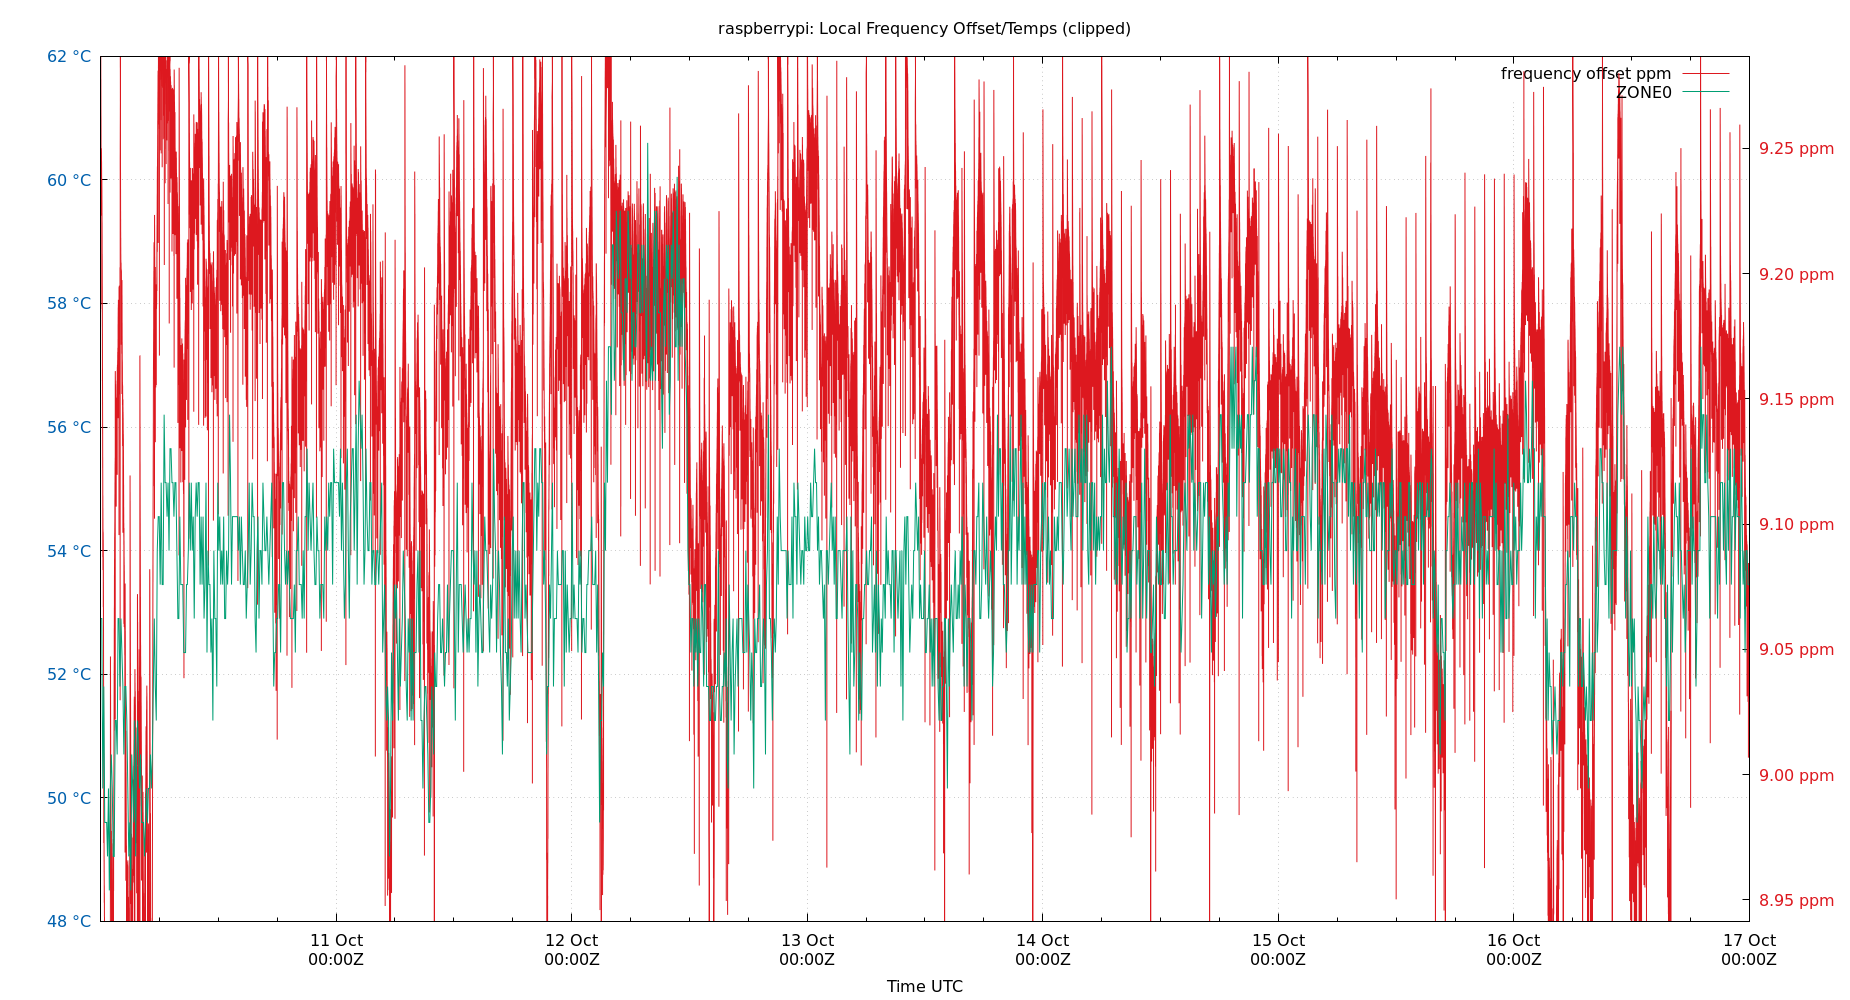 raspberrypi: Local Frequency Offset/Temps (clipped)
62 °C
60 °C
58 °C
56 °C
54 °C
52 °C
50 °C
48 °C
frequency offset ppm
ZONE0
9.25 ppm
9.20 ppm
9.15 ppm
9.10 ppm
9.05 ppm
9.00 ppm
8.95 ppm
11 Oct
00:00Z
12 Oct
00:00Z
13 Oct
00:00Z
14 Oct
00:00Z
15 Oct
00:00Z
16 Oct
00:00Z
17 Oct
00:00Z
Time UTC